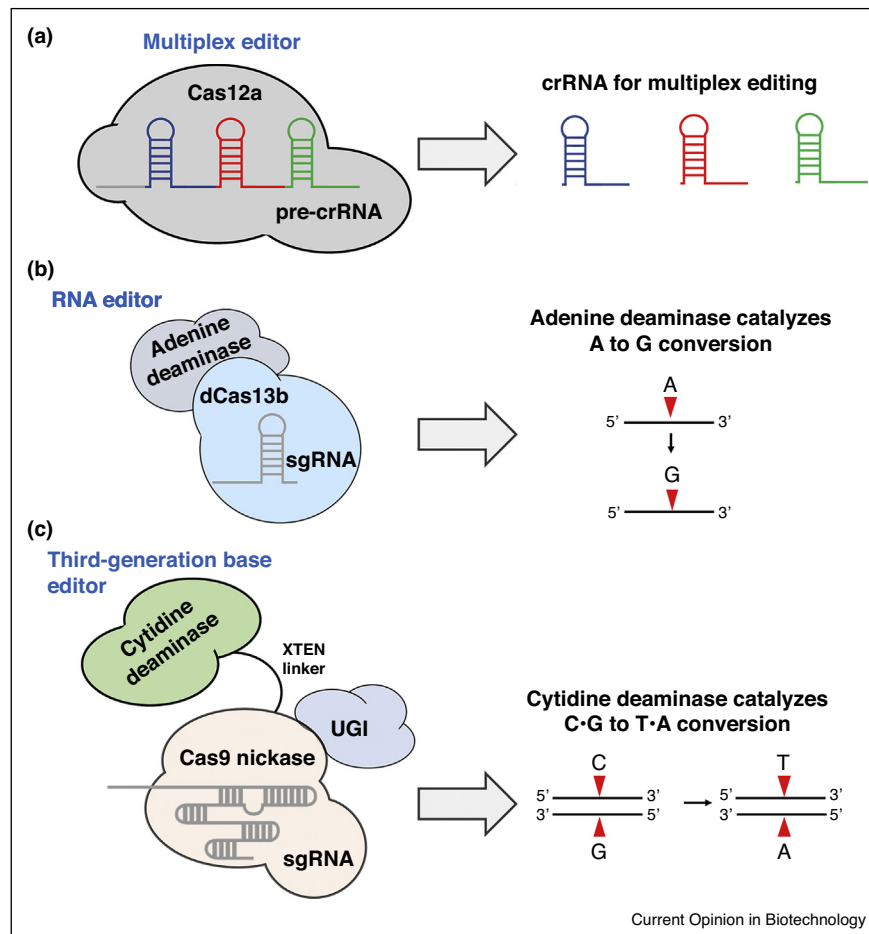 (a)
Multiplex editor
Cas12a
pre-crRNA
crRNA for multiplex editing
(b)
RNA editor
Adenine
deaminase
dCas13b
sgRNA
Adenine deaminase catalyzes
A to G conversion
A
5’ 3’
G
5’ 3’
(c)
Third-generation base
editor
Cytidine
deaminase
XTEN
linker
UGI
Cas9 nickase
sgRNA
Cytidine deaminase catalyzes
C•G to T•A conversion
C T
5’ 3’ 5’ 3’
3’ 5’ 3’ 5’
G A
Current Opinion in Biotechnology